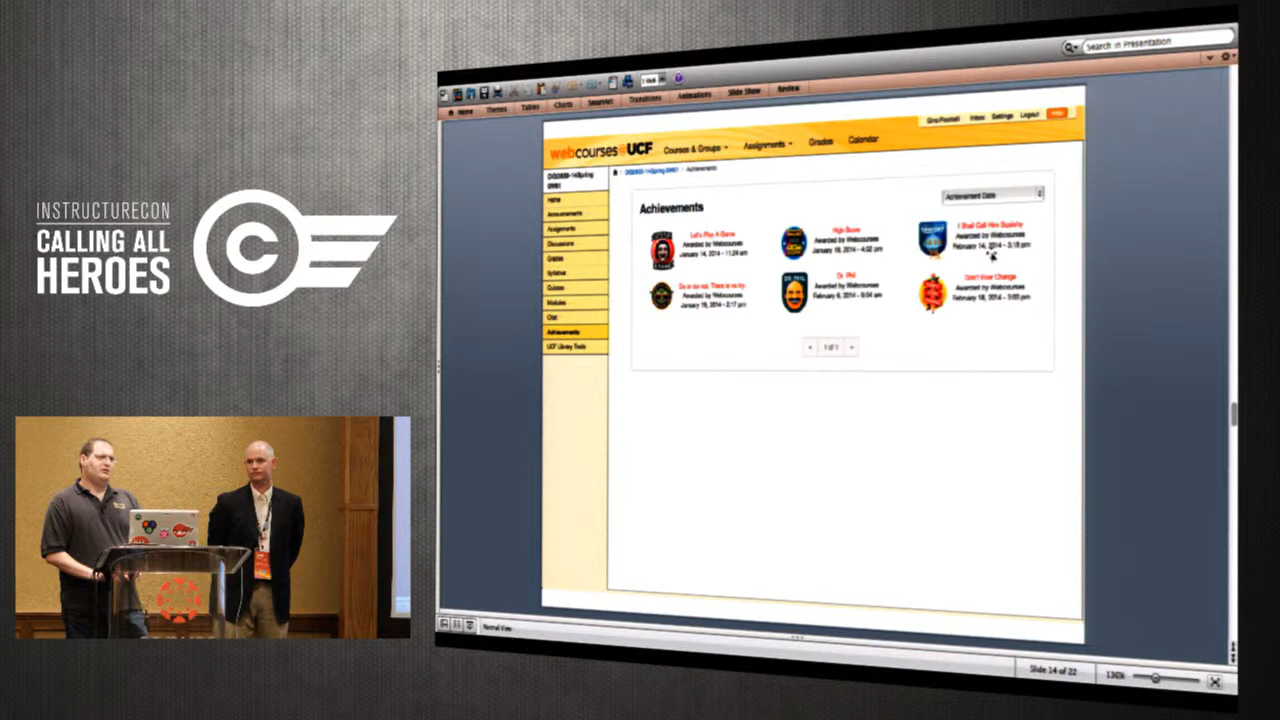 INSTRUCTURECON
CALLING ALL
HEROES
C
Search in Presentation
Home Themes Tables Charts SmartArt Transitions Animations Slide Show Review
Inbox Settings Logout Help
webcourses@UCF Courses & Groups Assignments Grades Calendar
Achievements
Home
Announcements
Assignments
Discussions
Grades
Syllabus
Quizzes
Modules
Chat
Achievements
UCF Library Tools
Achievements
Achievement Date
Let's Play A Game
Awarded by Webcourses
January 14, 2014 - 11:24 am
High Score
Awarded by Webcourses
January 19, 2014 - 4:52 pm
I Shall Call Him Squishy
Awarded by Webcourses
February 14, 2014 - 3:18 pm
Do or do not. There is no try.
Awarded by Webcourses
January 19, 2014 - 2:17 pm
DR. PHIL
Dr. Phil
Awarded by Webcourses
February 6, 2014 - 9:34 am
Didn't Ever Change.
Awarded by Webcourses
February 18, 2014 - 3:03 pm
1 of 1
Normal View
Slide 14 of 22
136%